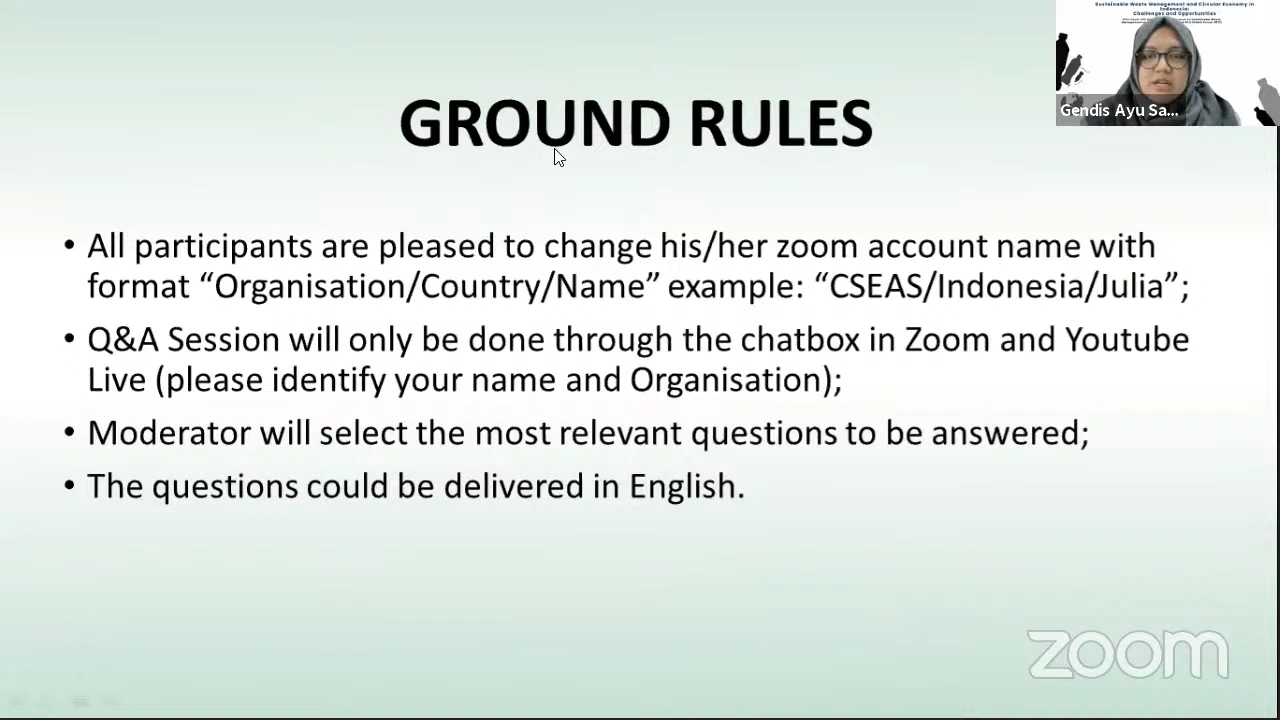 Sustainable Waste Management and Circular Economy in
Indonesia:
Challenges and Opportunities
Gendis Ayu Sa...
GROUND RULES
• All participants are pleased to change his/her zoom account name with
format “Organisation/Country/Name” example: “CSEAS/Indonesia/Julia”;
• Q&A Session will only be done through the chatbox in Zoom and Youtube
Live (please identify your name and Organisation);
• Moderator will select the most relevant questions to be answered;
• The questions could be delivered in English.
zoom